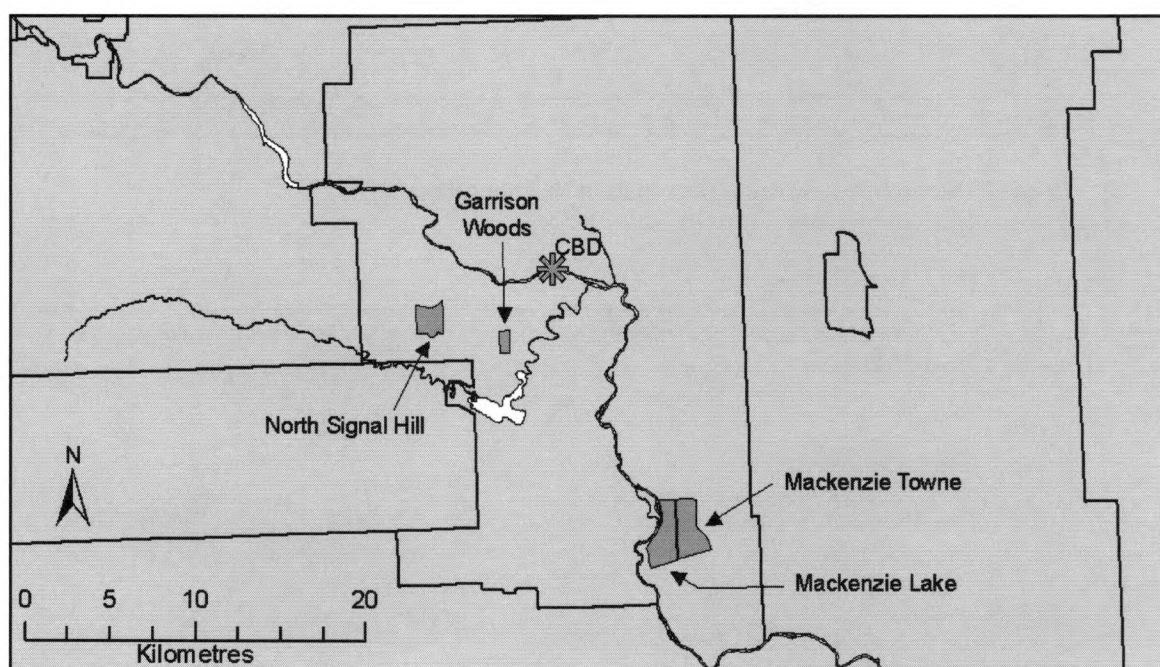 Garrison
Woods
CBD
North Signal Hill
N
Mackenzie Towne
Mackenzie Lake
0 5 10 20
Kilometres